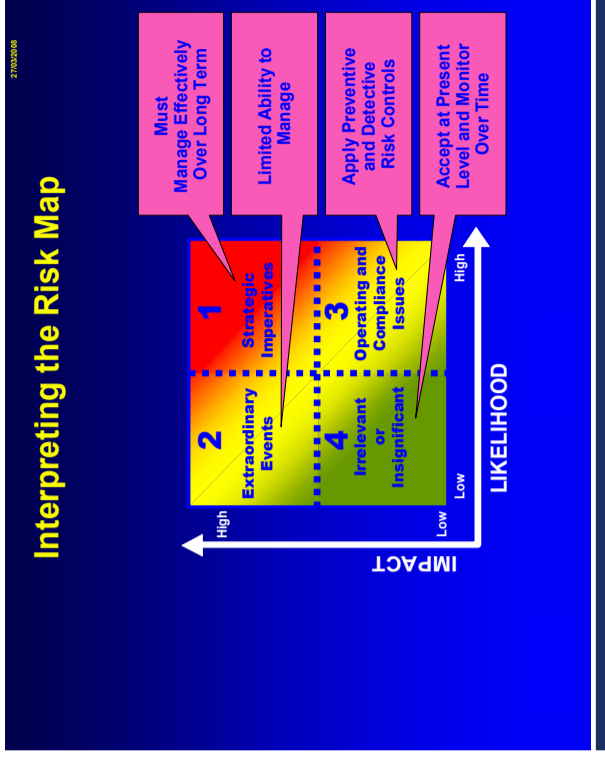 27/03/2008
Interpreting the Risk Map
IMPACT
High
Low
2
Extraordinary
Events
1
Strategic
Imperatives
4
Irrelevant
or
Insignificant
3
Operating and
Compliance
Issues
Low
High
LIKELIHOOD
Must
Manage Effectively
Over Long Term
Limited Ability to
Manage
Apply Preventive
and Detective
Risk Controls
Accept at Present
Level and Monitor
Over Time